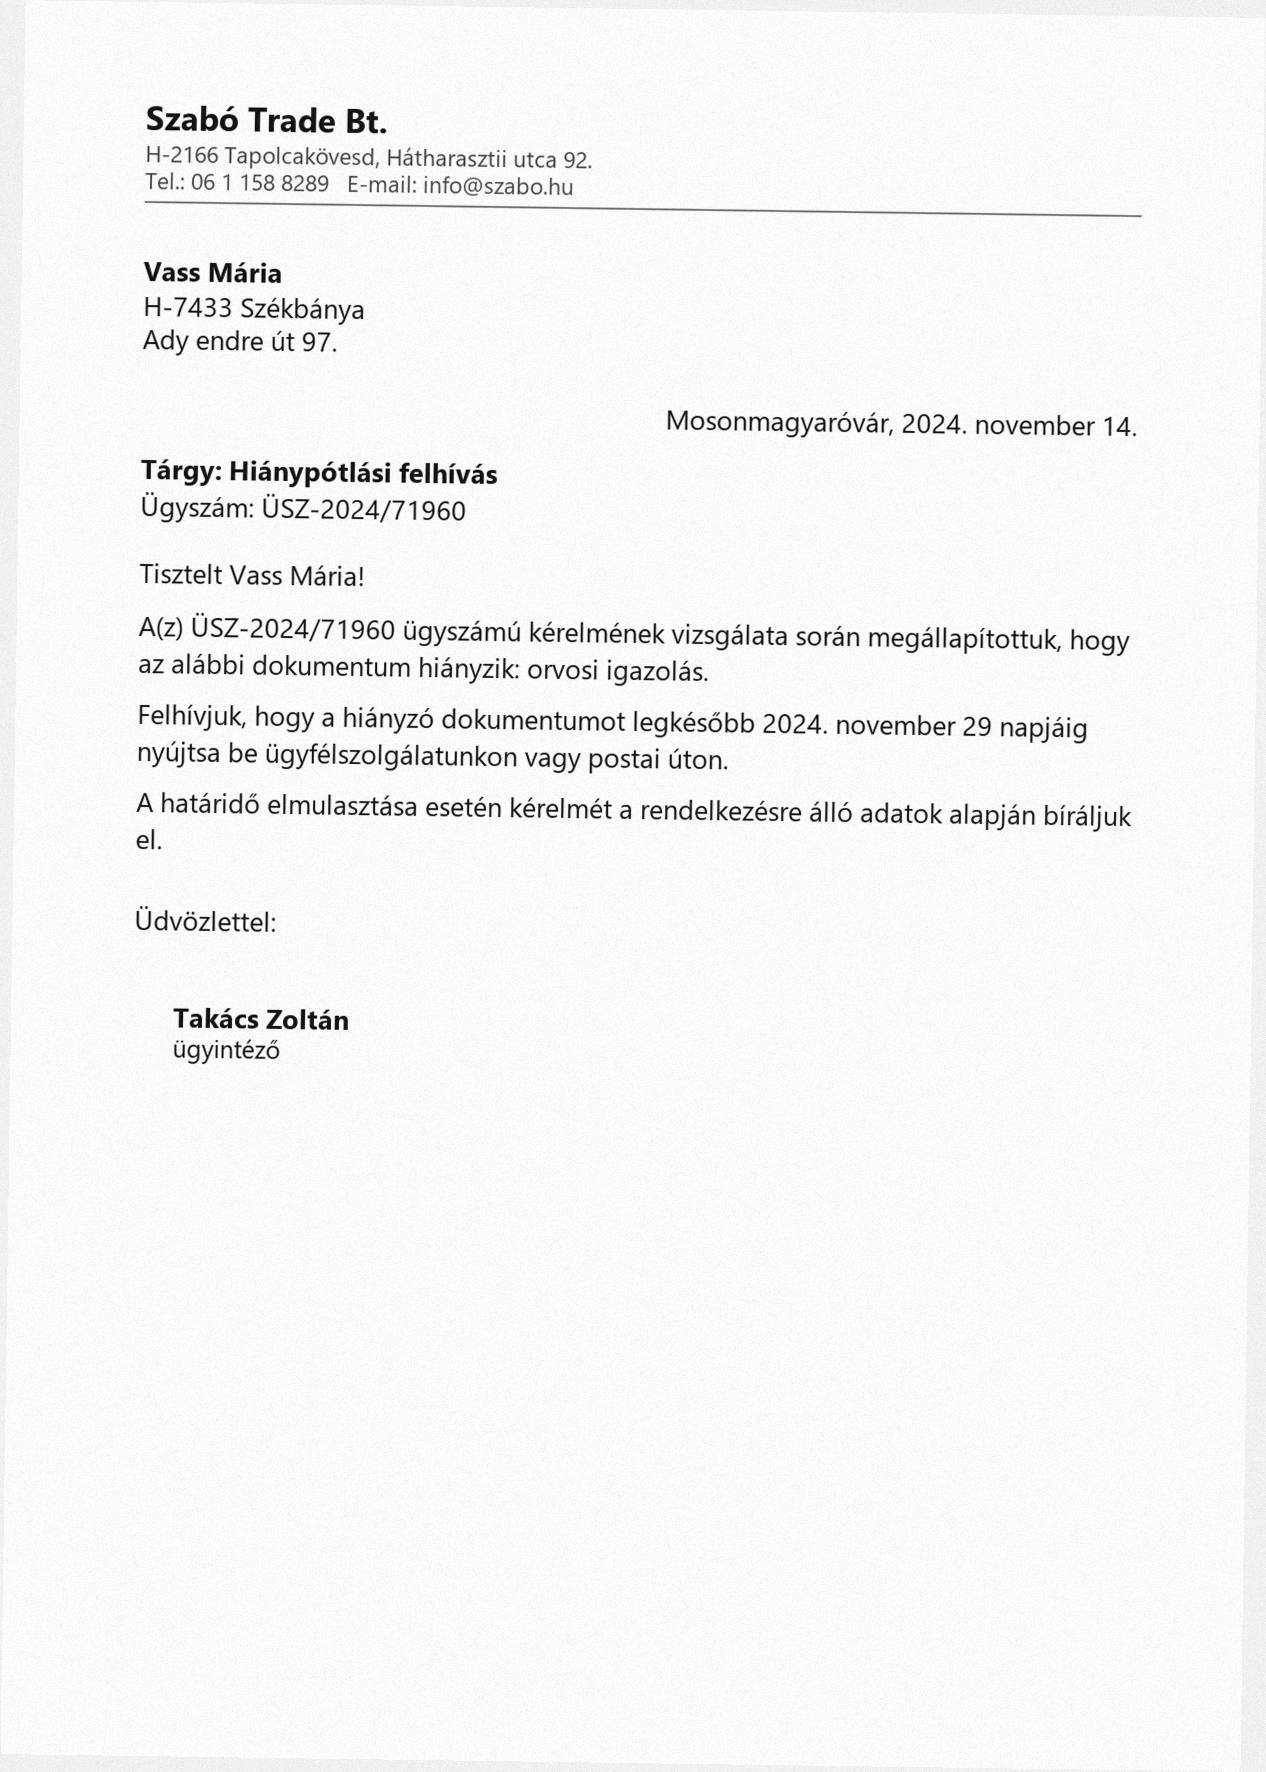 Szabó Trade Bt.
H-2166 Tapolcakövesd, Hátharasztii utca 92.
Tel.: 06 1 158 8289   E-mail: info@szabo.hu
Vass Mária
H-7433 Székbánya
Ady endre út 97.
Mosonmagyaróvár, 2024. november 14.
Tárgy: Hiánypótlási felhívás
Ügyszám: ÜSZ-2024/71960
Tisztelt Vass Mária!
A(z) ÜSZ-2024/71960 ügyszámú kérelmének vizsgálata során megállapítottuk, hogy
az alábbi dokumentum hiányzik: orvosi igazolás.
Felhívjuk, hogy a hiányzó dokumentumot legkésőbb 2024. november 29 napjáig
nyújtsa be ügyfélszolgálatunkon vagy postai úton.
A határidő elmulasztása esetén kérelmét a rendelkezésre álló adatok alapján bíráljuk
el.
Üdvözlettel:
Takács Zoltán
ügyintéző